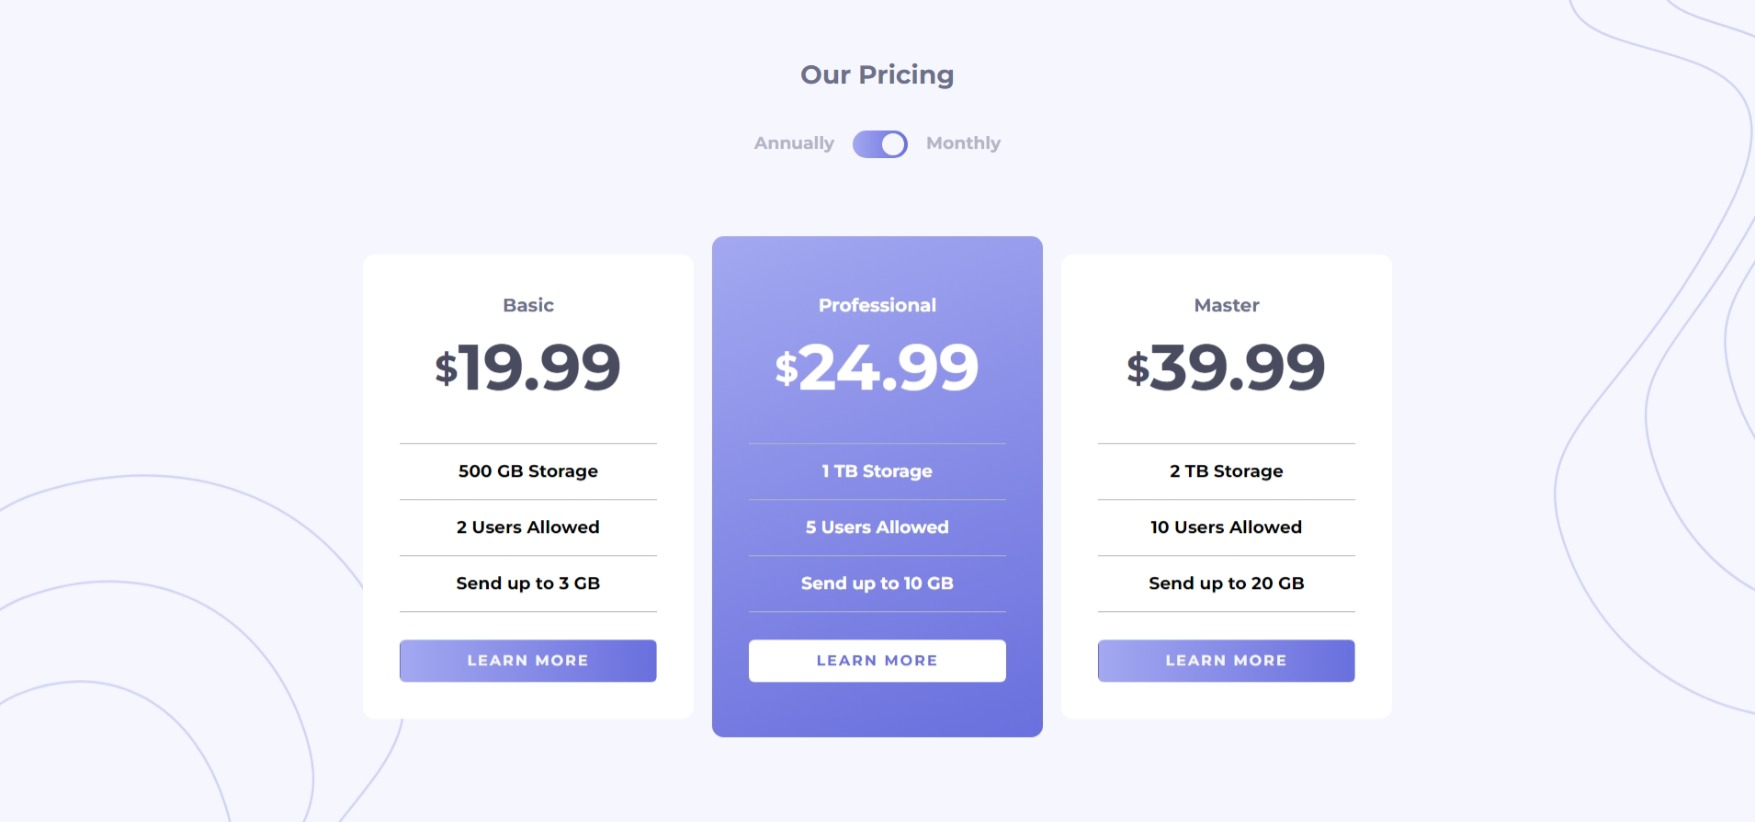 Our Pricing
Annually Monthly
Basic
$19.99
500 GB Storage
2 Users Allowed
Send up to 3 GB
LEARN MORE
Professional
$24.99
1 TB Storage
5 Users Allowed
Send up to 10 GB
LEARN MORE
Master
$39.99
2 TB Storage
10 Users Allowed
Send up to 20 GB
LEARN MORE